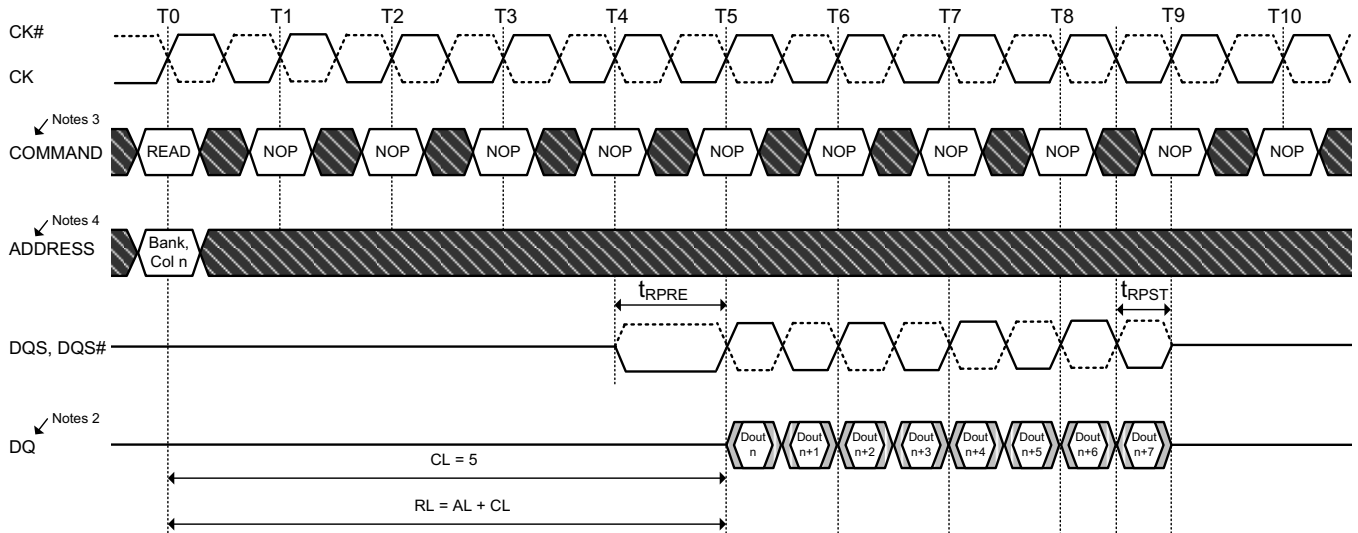 T0 T1 T2 T3 T4 T5 T6 T7 T8 T9 T10
CK#
CK
Notes 3
COMMAND READ NOP NOP NOP NOP NOP NOP NOP NOP NOP NOP
Notes 4
ADDRESS Bank,
Col n
tRPRE tRPST
DQS, DQS#
Notes 2
DQ Dout Dout Dout Dout Dout Dout Dout Dout
n n+1 n+2 n+3 n+4 n+5 n+6 n+7
CL = 5
RL = AL + CL